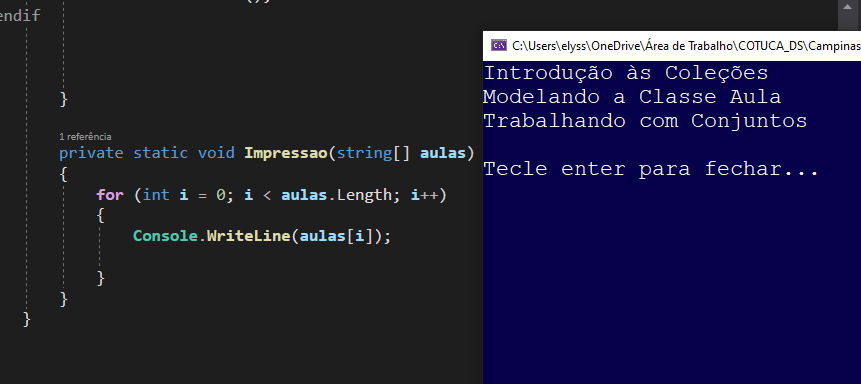 endif
}
1 referência
private static void Impressao(string[] aulas)
{
for (int i = 0; i < aulas.Length; i++)
{
Console.WriteLine(aulas[i]);
}
}
}
C:\Users\elyss\OneDrive\Área de Trabalho\COTUCA_DS\Campinas
Introdução às Coleções
Modelando a Classe Aula
Trabalhando com Conjuntos
Tecle enter para fechar...